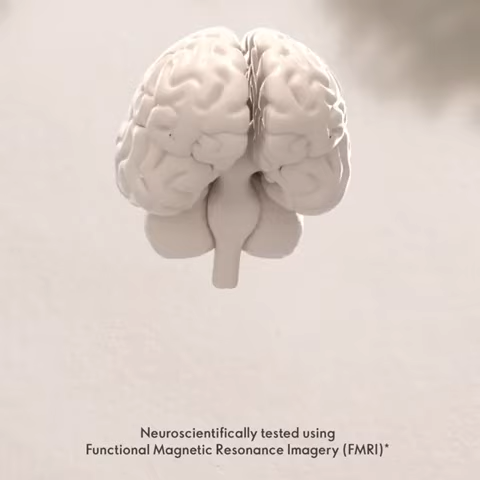 Neuroscientifically tested using
Functional Magnetic Resonance Imagery (FMRI)*